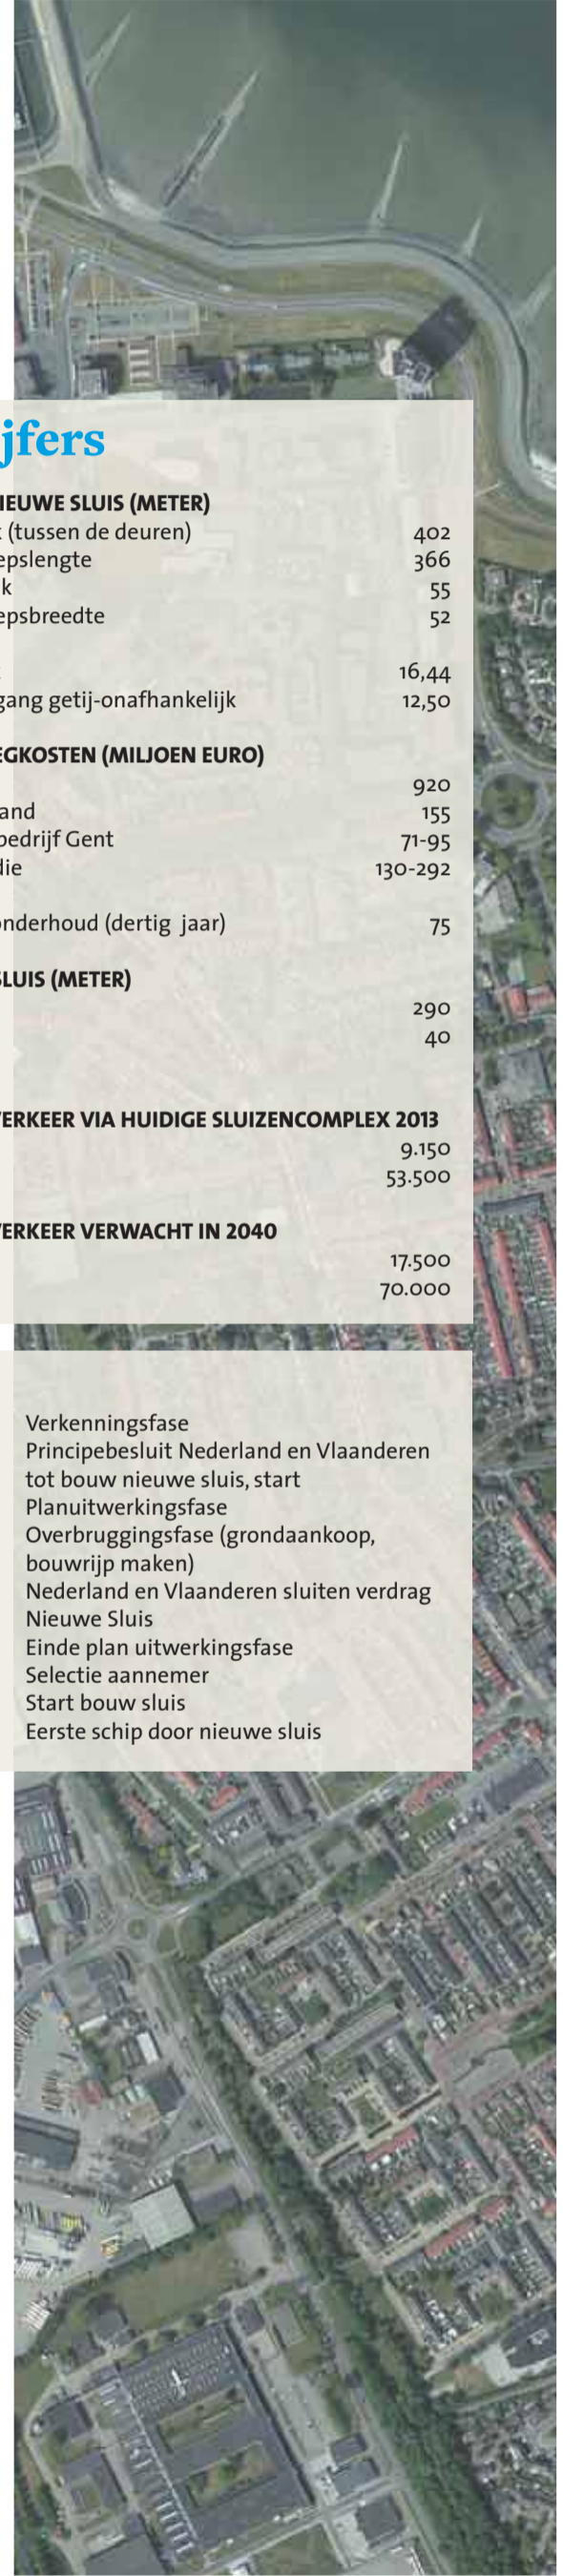 jfers
IEUWE SLUIS (METER)
(tussen de deuren) 402
epslengte 366
k 55
epsbreedte 52
16,44
gang getij-onafhankelijk 12,50
EGKOSTEN (MILJOEN EURO)
920
and 155
bedrijf Gent 71-95
die 130-292
onderhoud (dertig jaar) 75
SLUIS (METER)
290
40
VERKEER VIA HUIDIGE SLUIZENCOMPLEX 2013
9.150
53.500
VERKEER VERWACHT IN 2040
17.500
70.000
Verkenningsfase
Principebesluit Nederland en Vlaanderen
tot bouw nieuwe sluis, start
Planuitwerkingsfase
Overbruggingsfase (grondaankoop,
bouwrijp maken)
Nederland en Vlaanderen sluiten verdrag
Nieuwe Sluis
Einde plan uitwerkingsfase
Selectie aannemer
Start bouw sluis
Eerste schip door nieuwe sluis